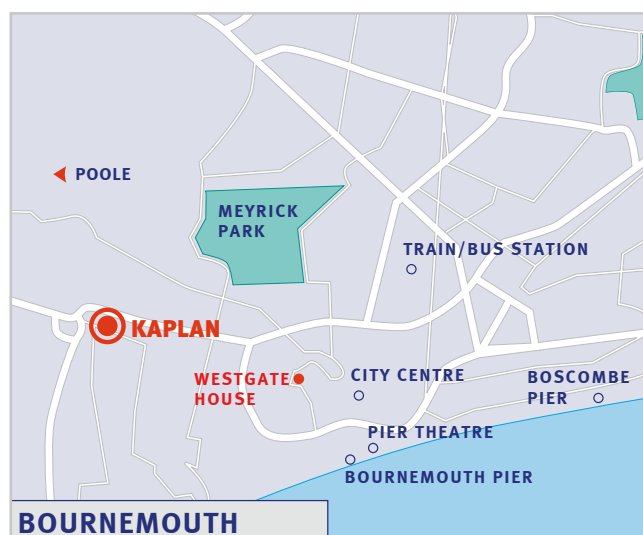 POOLE
MEYRICK
PARK
TRAIN/BUS STATION
KAPLAN
WESTGATE
HOUSE
CITY CENTRE
BOSCOMBE
PIER
PIER THEATRE
BOURNEMOUTH PIER
BOURNEMOUTH